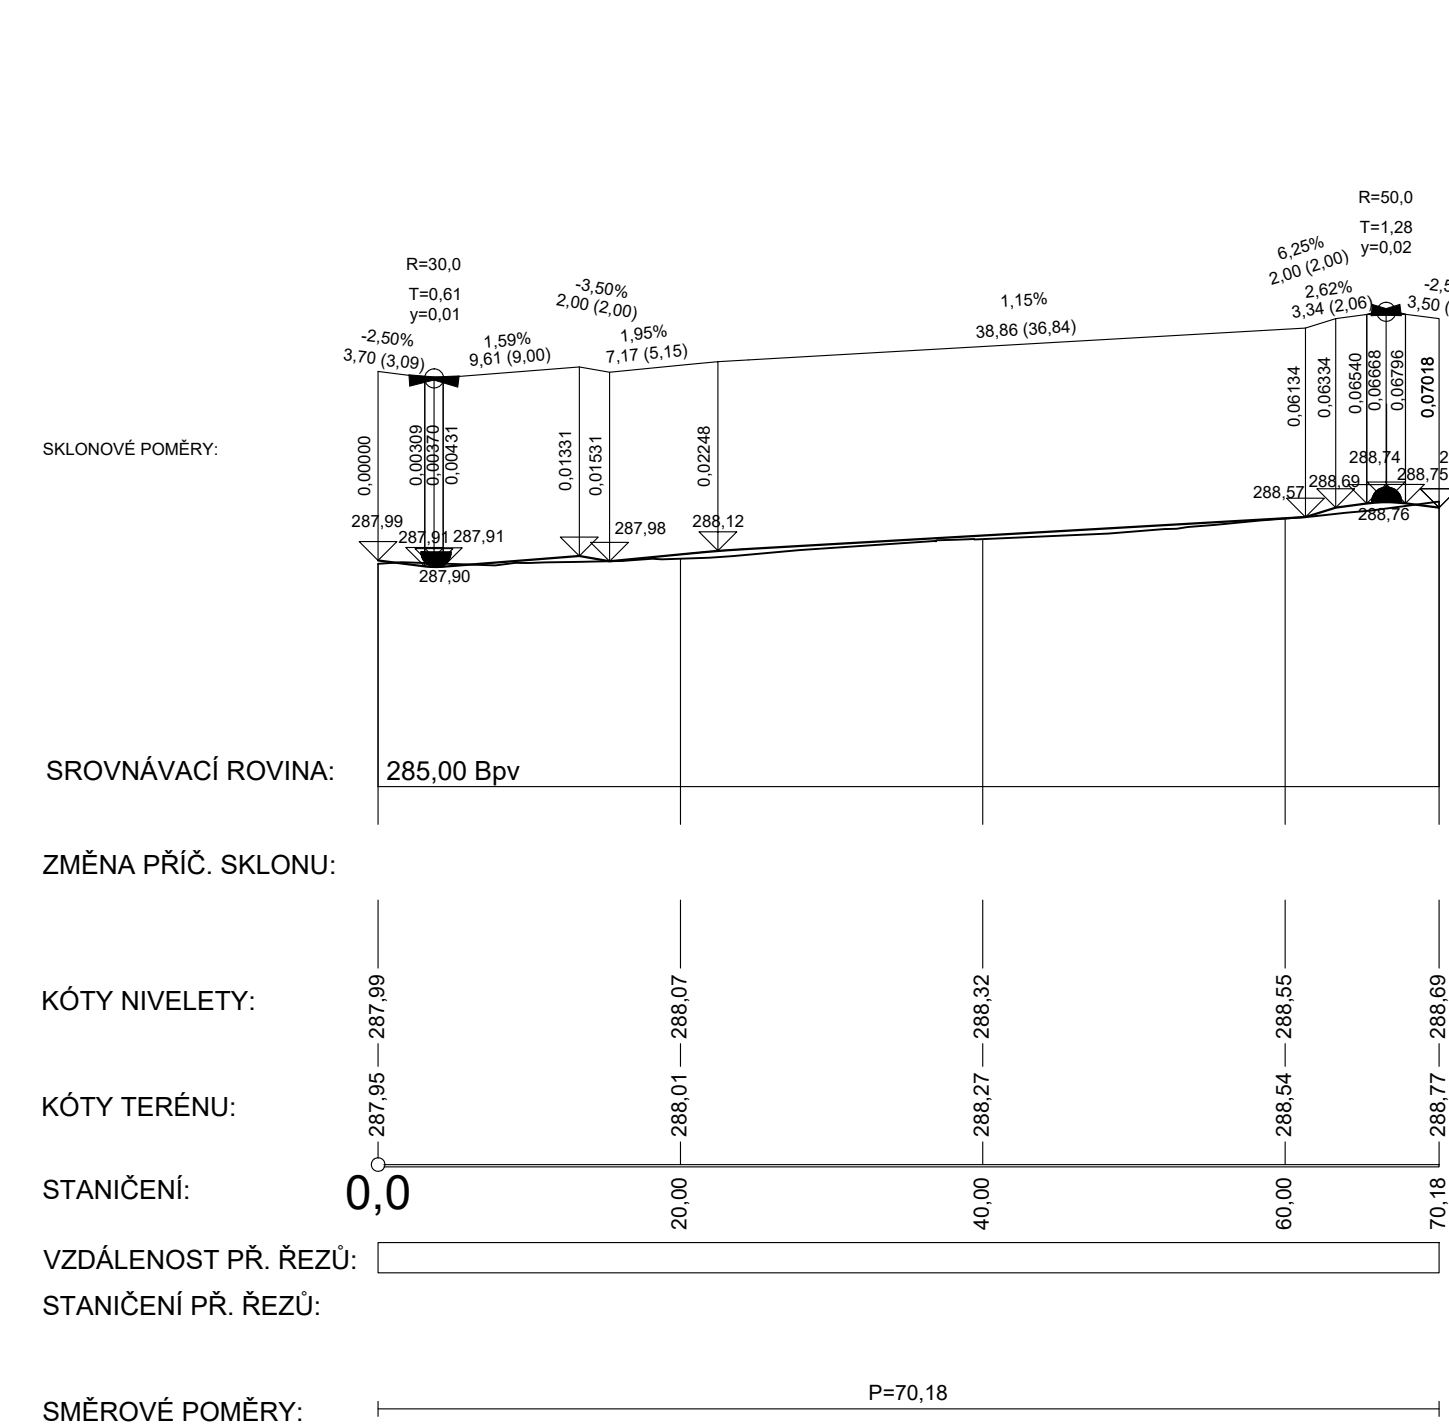 R=50,0
T=1,28
y=0,02
6,25%
2,00 (2,00)
R=30,0
T=0,61
y=0,01
-3,50%
2,00 (2,00)
2,62%
3,34 (2,06)
-2,5
3,50 (
1,15%
38,86 (36,84)
-2,50%
3,70 (3,09)
1,59%
9,61 (9,00)
1,95%
7,17 (5,15)
SKLONOVÉ POMĚRY:
0,00000
0,00309
0,00370
0,00431
0,01331
0,01531
0,02248
0,06134
0,06334
0,06540
0,06668
0,06796
0,07018
287,99
287,91
287,91
287,90
287,98
288,12
288,57
288,69
288,74
288,76
288,75
2
SROVNÁVACÍ ROVINA: 285,00 Bpv
ZMĚNA PŘÍČ. SKLONU:
KÓTY NIVELETY: 287,99 288,07 288,32 288,55 288,69
KÓTY TERÉNU: 287,95 288,01 288,27 288,54 288,77
STANIČENÍ: 0,0 20,00 40,00 60,00 70,18
VZDÁLENOST PŘ. ŘEZŮ:
STANIČENÍ PŘ. ŘEZŮ:
P=70,18
SMĚROVÉ POMĚRY: